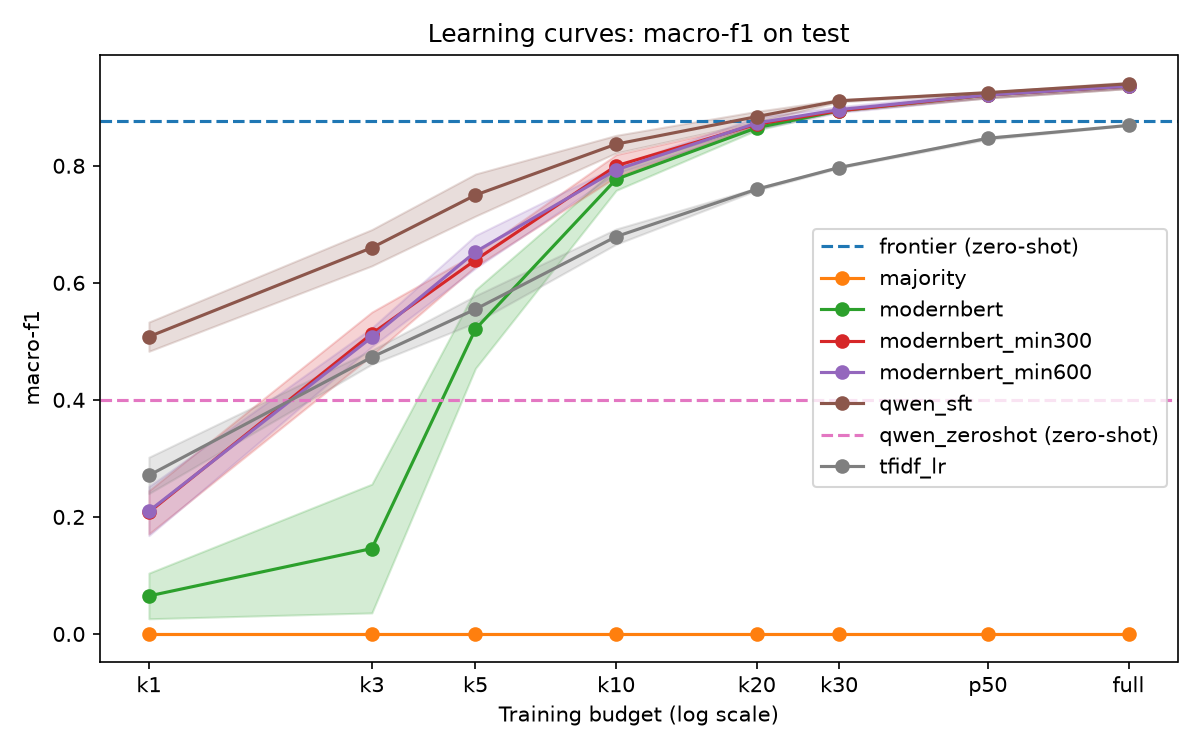 Learning curves: macro-f1 on test
macro-f1
0.8
0.6
0.4
0.2
0.0
frontier (zero-shot)
majority
modernbert
modernbert_min300
modernbert_min600
qwen_sft
qwen_zeroshot (zero-shot)
tfidf_lr
k1 k3 k5 k10 k20 k30 p50 full
Training budget (log scale)